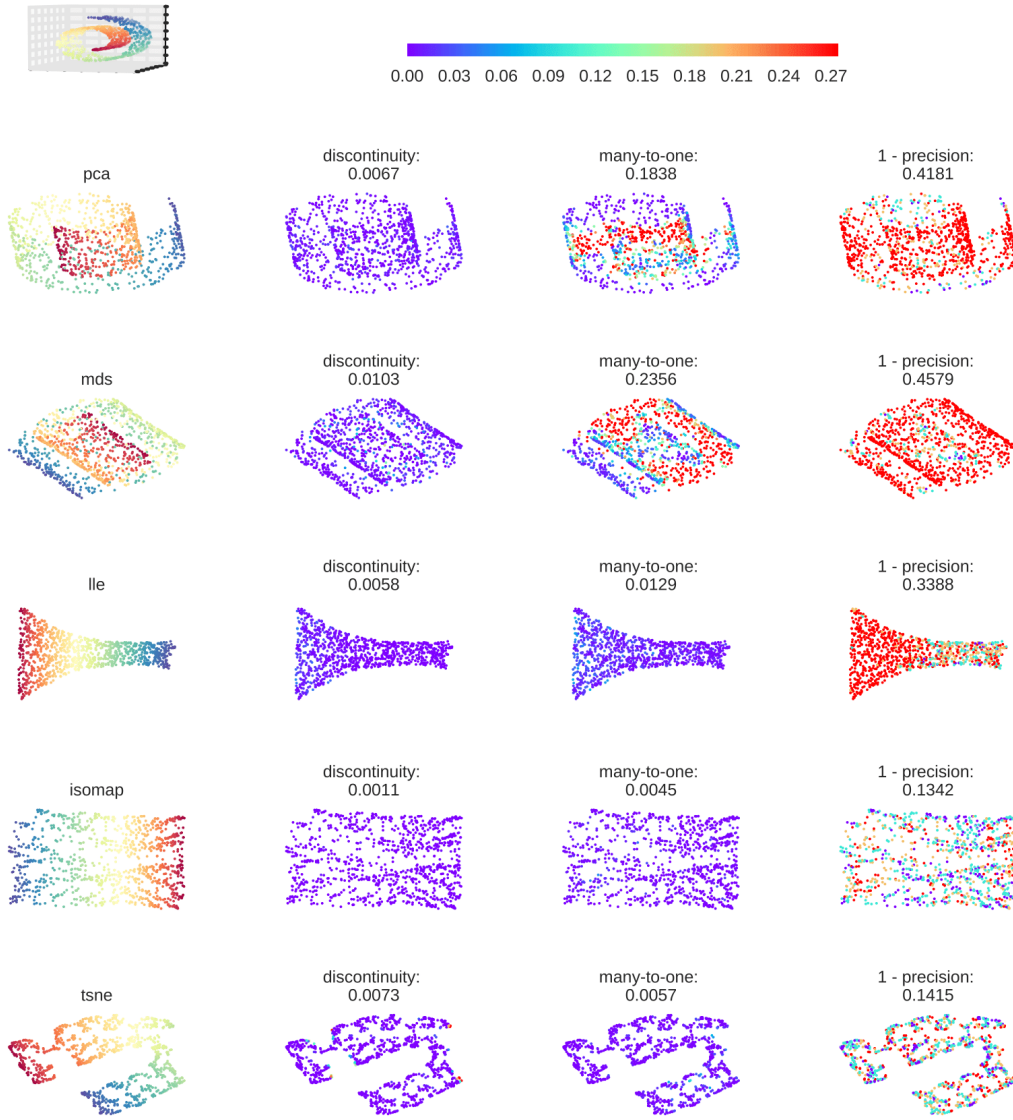 0.00 0.03 0.06 0.09 0.12 0.15 0.18 0.21 0.24 0.27
pca
discontinuity:
0.0067
many-to-one:
0.1838
1 - precision:
0.4181
mds
discontinuity:
0.0103
many-to-one:
0.2356
1 - precision:
0.4579
lle
discontinuity:
0.0058
many-to-one:
0.0129
1 - precision:
0.3388
isomap
discontinuity:
0.0011
many-to-one:
0.0045
1 - precision:
0.1342
tsne
discontinuity:
0.0073
many-to-one:
0.0057
1 - precision:
0.1415